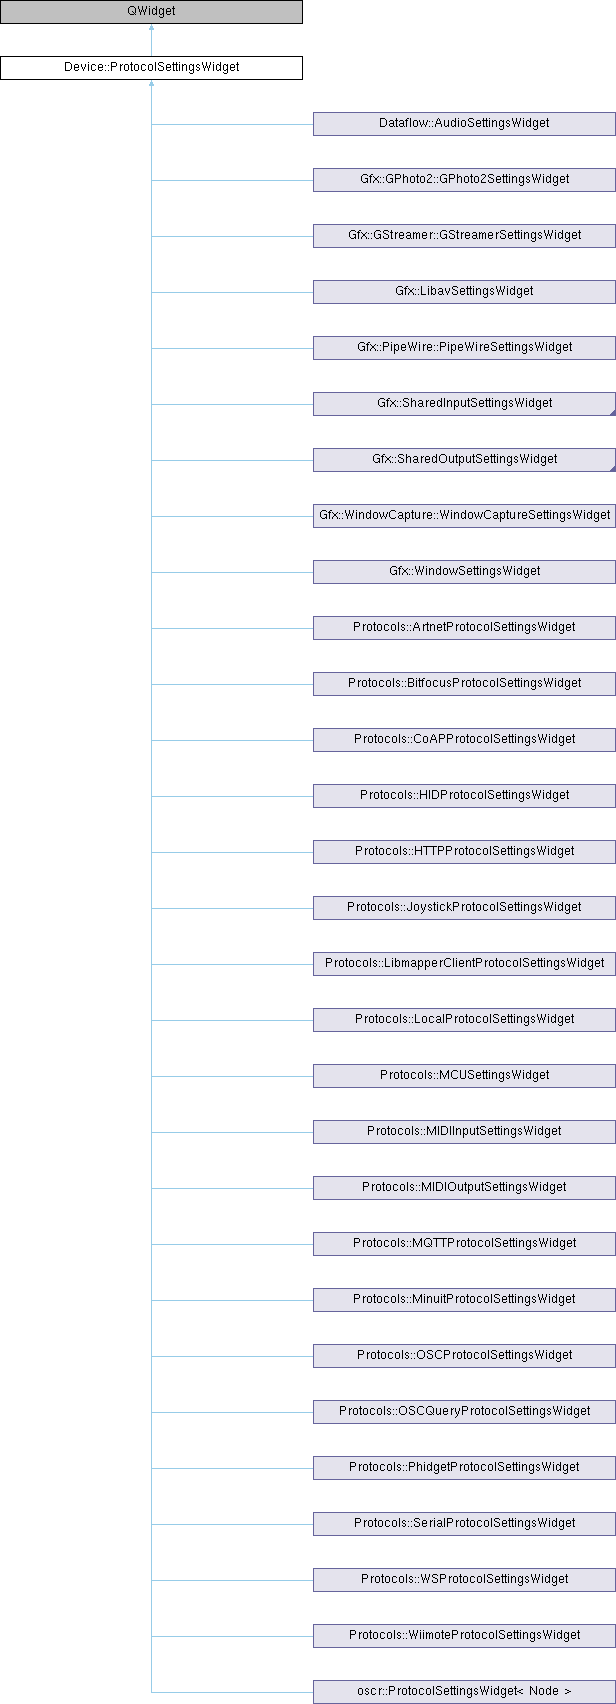 QWidget
Device::ProtocolSettingsWidget
Dataflow::AudioSettingsWidget
Gfx::GPhoto2::GPhoto2SettingsWidget
Gfx::GStreamer::GStreamerSettingsWidget
Gfx::LibavSettingsWidget
Gfx::PipeWire::PipeWireSettingsWidget
Gfx::SharedInputSettingsWidget
Gfx::SharedOutputSettingsWidget
Gfx::WindowCapture::WindowCaptureSettingsWidget
Gfx::WindowSettingsWidget
Protocols::ArtnetProtocolSettingsWidget
Protocols::BitfocusProtocolSettingsWidget
Protocols::CoAPProtocolSettingsWidget
Protocols::HIDProtocolSettingsWidget
Protocols::HTTPProtocolSettingsWidget
Protocols::JoystickProtocolSettingsWidget
Protocols::LibmapperClientProtocolSettingsWidget
Protocols::LocalProtocolSettingsWidget
Protocols::MCUSettingsWidget
Protocols::MIDIInputSettingsWidget
Protocols::MIDIOutputSettingsWidget
Protocols::MQTTProtocolSettingsWidget
Protocols::MinuitProtocolSettingsWidget
Protocols::OSCProtocolSettingsWidget
Protocols::OSCQueryProtocolSettingsWidget
Protocols::PhidgetProtocolSettingsWidget
Protocols::SerialProtocolSettingsWidget
Protocols::WSProtocolSettingsWidget
Protocols::WiimoteProtocolSettingsWidget
oscr::ProtocolSettingsWidget< Node >